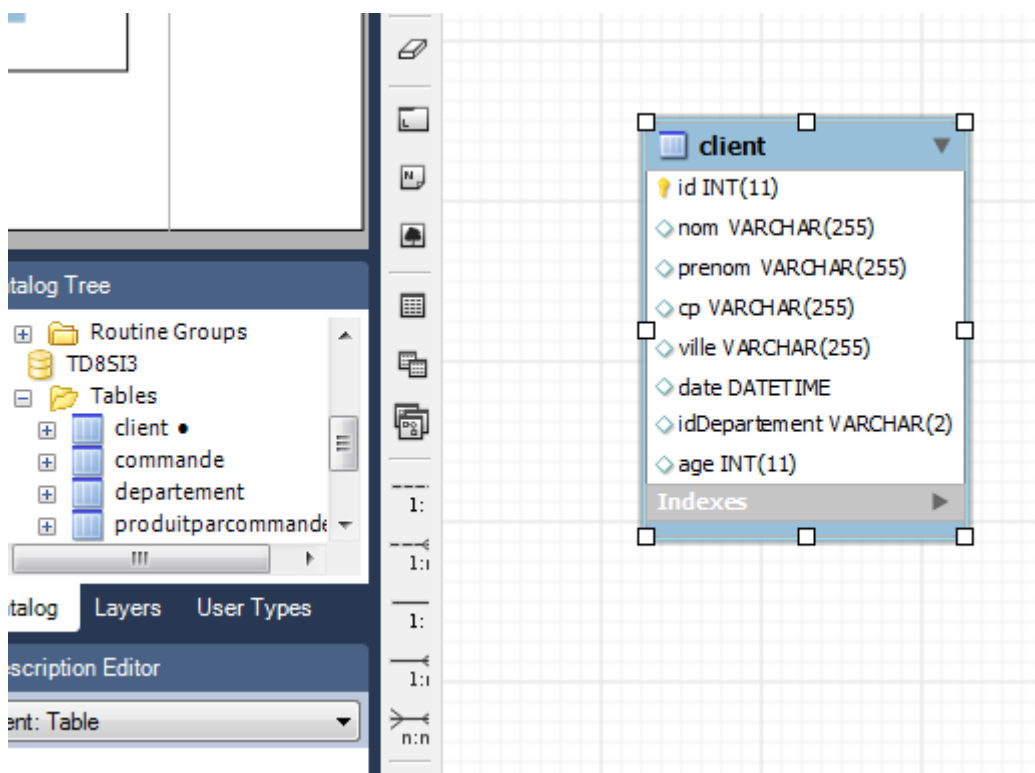 talog Tree
Routine Groups
TD8SI3
Tables
client
commande
departement
produitparcommande
talog Layers User Types
escription Editor
ent: Table
1:
1:
1:
1:
n:n
client
id INT(11)
nom VARCHAR(255)
prenom VARCHAR(255)
cp VARCHAR(255)
ville VARCHAR(255)
date DATETIME
idDepartement VARCHAR(2)
age INT(11)
Indexes